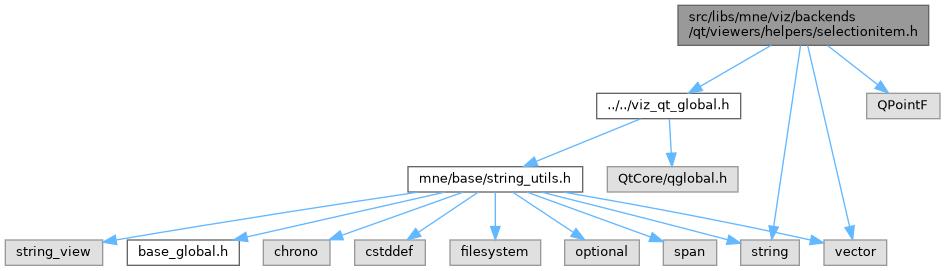 src/libs/mne/viz/backends
/qt/viewers/helpers/selectionitem.h
../../viz_qt_global.h
QPointF
mne/base/string_utils.h
QtCore/qglobal.h
string_view
base_global.h
chrono
cstddef
filesystem
optional
span
string
vector